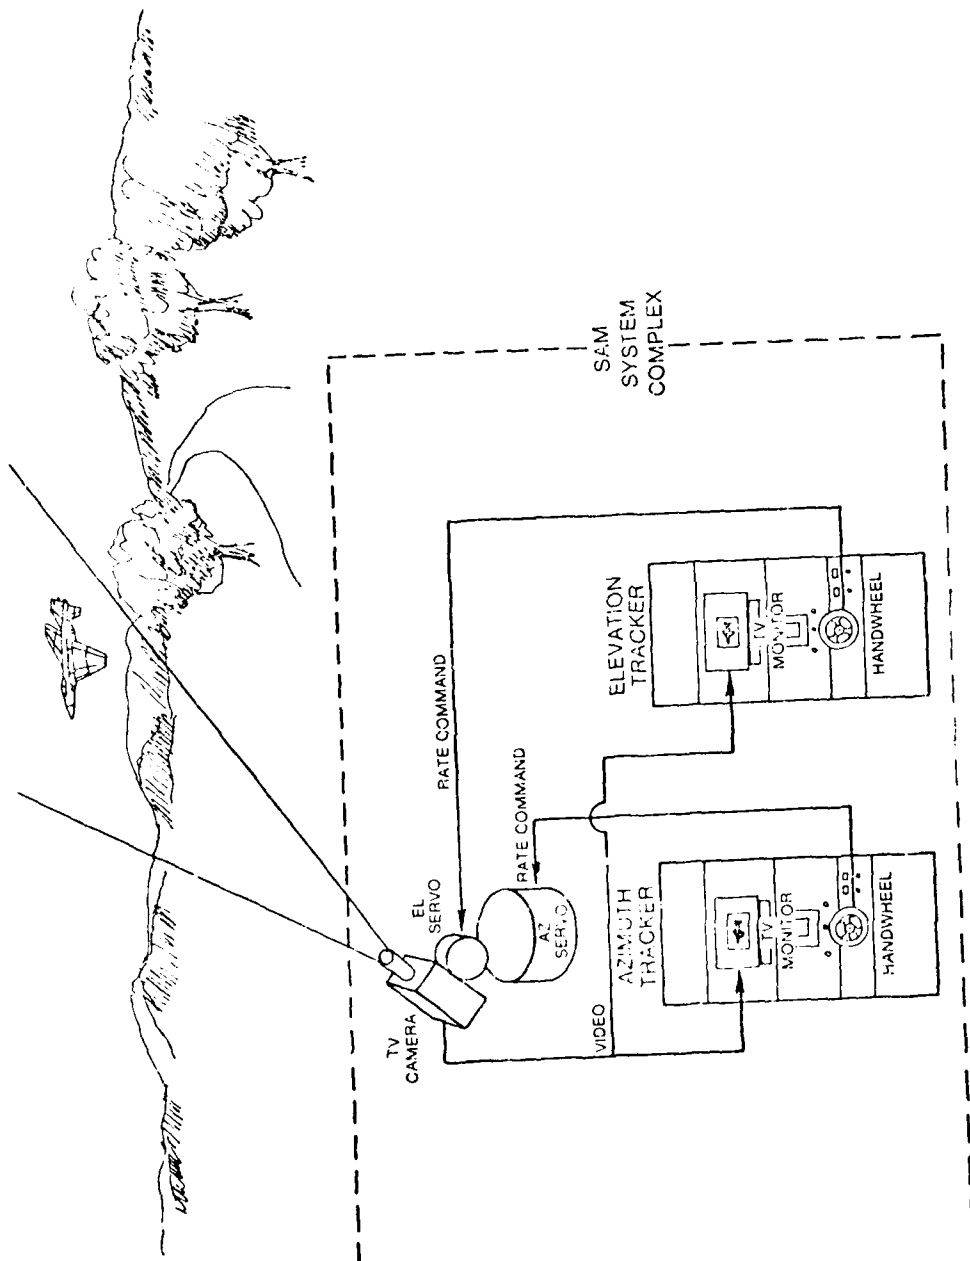 SAM
SYSTEM
COMPLEX
TV
CAMERA
EL
SERVO
RATE COMMAND
AZ
SERVO
RATE COMMAND
VIDEO
AZIMUTH
TRACKER
TV
MONITOR
HANDWHEEL
ELEVATION
TRACKER
TV
MONITOR
HANDWHEEL